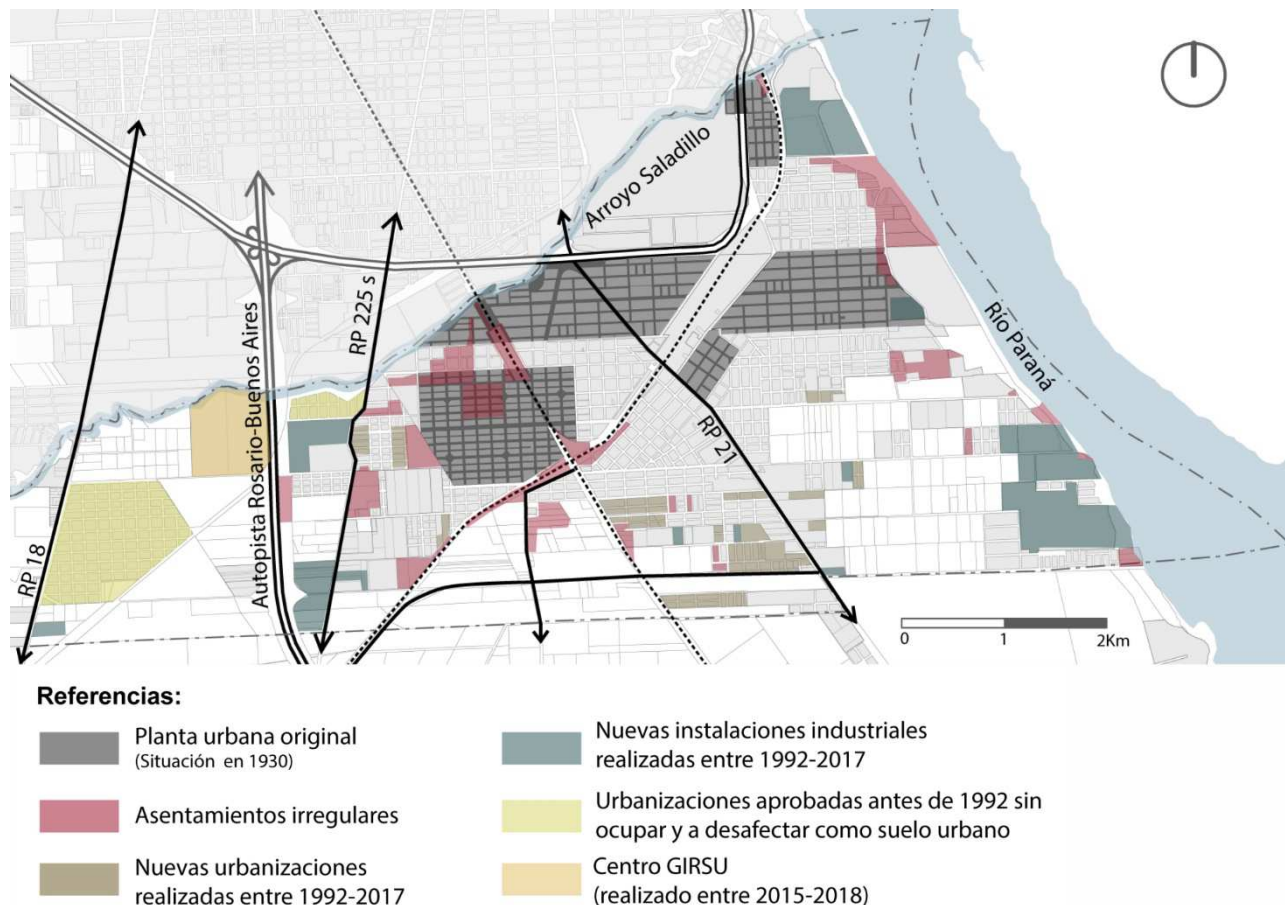 Arroyo Saladillo
RP 225 s
Autopista Rosario-Buenos Aires
Río Paraná
RP 21
RP 18
0 1 2Km
Referencias:
Planta urbana original
(Situación en 1930)
Asentamientos irregulares
Nuevas urbanizaciones
realizadas entre 1992-2017
Nuevas instalaciones industriales
realizadas entre 1992-2017
Urbanizaciones aprobadas antes de 1992 sin
ocupar y a desafectar como suelo urbano
Centro GIRSU
(realizado entre 2015-2018)